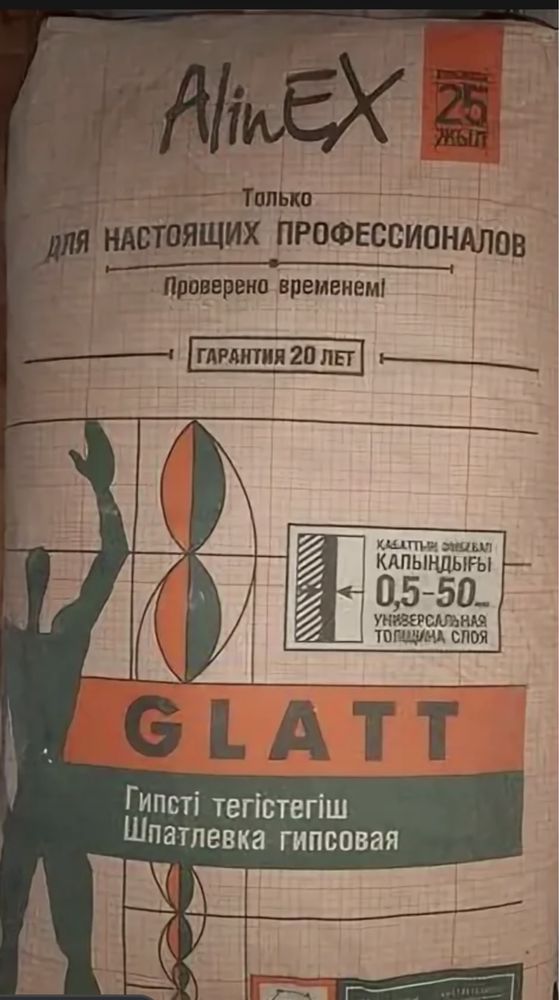 AlinEX
25
ЖЫЛ
Только
ДЛЯ НАСТОЯЩИХ ПРОФЕССИОНАЛОВ
Проверено временем!
ГАРАНТИЯ 20 ЛЕТ
ҚАБАТТЫҢ
ҚАЛЫҢДЫҒЫ
0,5-50
УНИВЕРСАЛЬНАЯ
ТОЛЩИНА СЛОЯ
GLATT
Гипсті тегістегіш
Шпатлевка гипсовая